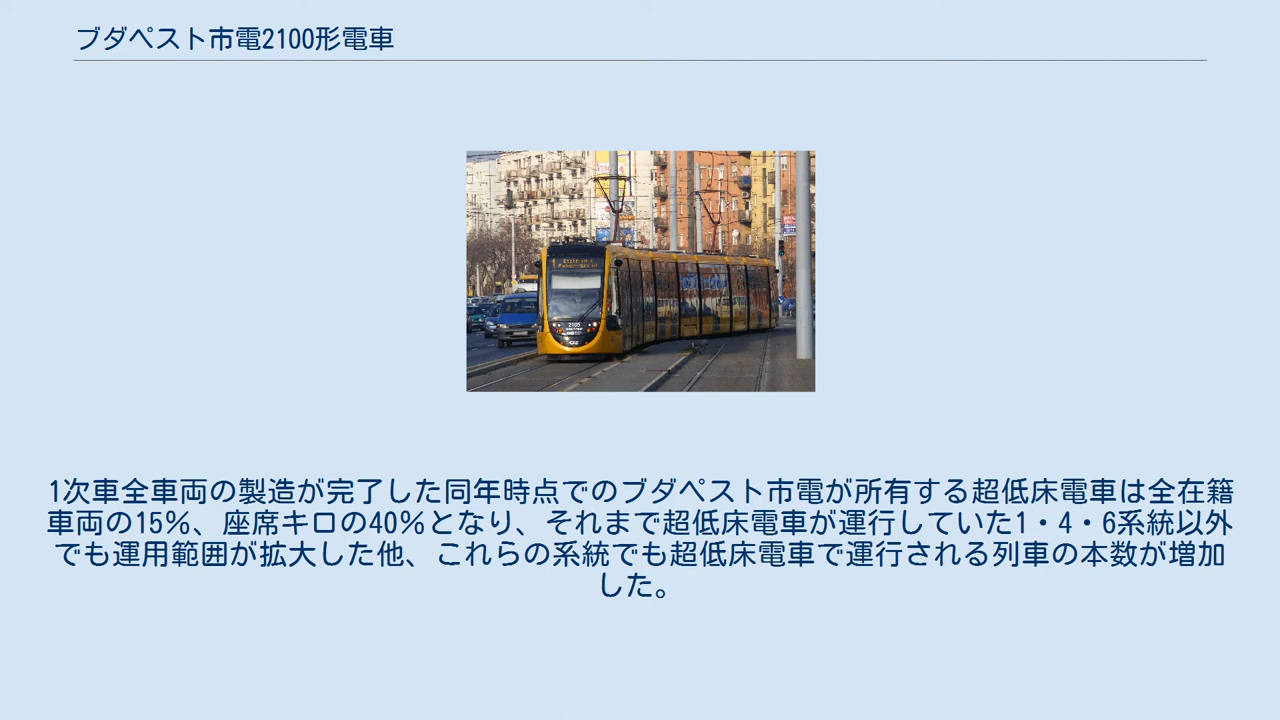 ブダペスト市電2100形電車
2105
1次車全車両の製造が完了した同年時点でのブダペスト市電が所有する超低床電車は全在籍
車両の15%、座席キロの40%となり、それまで超低床電車が運行していた1・4・6系統以外
でも運用範囲が拡大した他、これらの系統でも超低床電車で運行される列車の本数が増加
した。